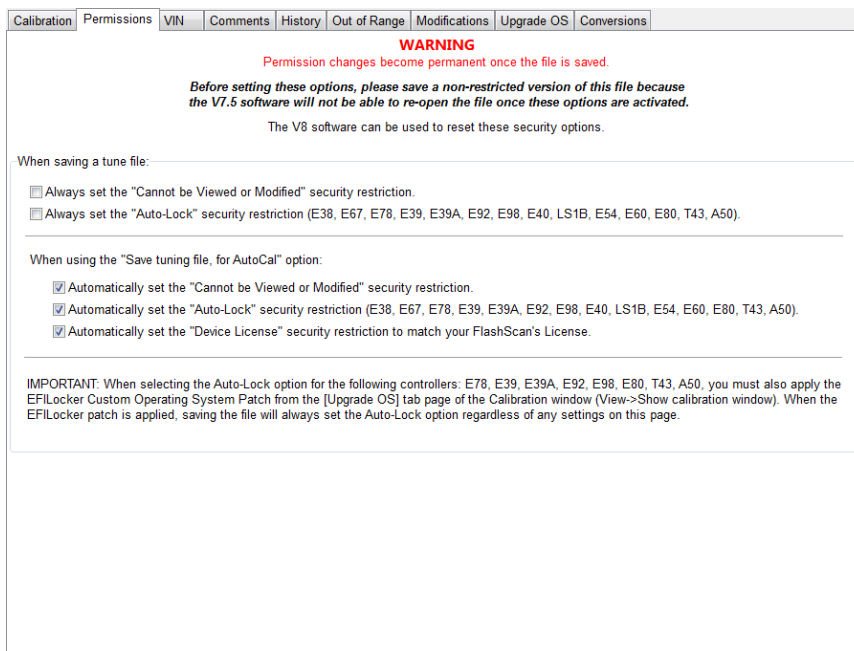 Calibration Permissions VIN Comments History Out of Range Modifications Upgrade OS Conversions
WARNING
Permission changes become permanent once the file is saved.
Before setting these options, please save a non-restricted version of this file because
the V7.5 software will not be able to re-open the file once these options are activated.
The V8 software can be used to reset these security options.
When saving a tune file:
Always set the "Cannot be Viewed or Modified" security restriction.
Always set the "Auto-Lock" security restriction (E38, E67, E78, E39, E39A, E92, E98, E40, LS1B, E54, E60, E80, T43, A50).
When using the "Save tuning file, for AutoCal" option:
Automatically set the "Cannot be Viewed or Modified" security restriction.
Automatically set the "Auto-Lock" security restriction (E38, E67, E78, E39, E39A, E92, E98, E40, LS1B, E54, E60, E80, T43, A50).
Automatically set the "Device License" security restriction to match your FlashScan's License.
IMPORTANT: When selecting the Auto-Lock option for the following controllers: E78, E39, E39A, E92, E98, E80, T43, A50, you must also apply the
EFILocker Custom Operating System Patch from the [Upgrade OS] tab page of the Calibration window (View->Show calibration window). When the
EFILocker patch is applied, saving the file will always set the Auto-Lock option regardless of any settings on this page.